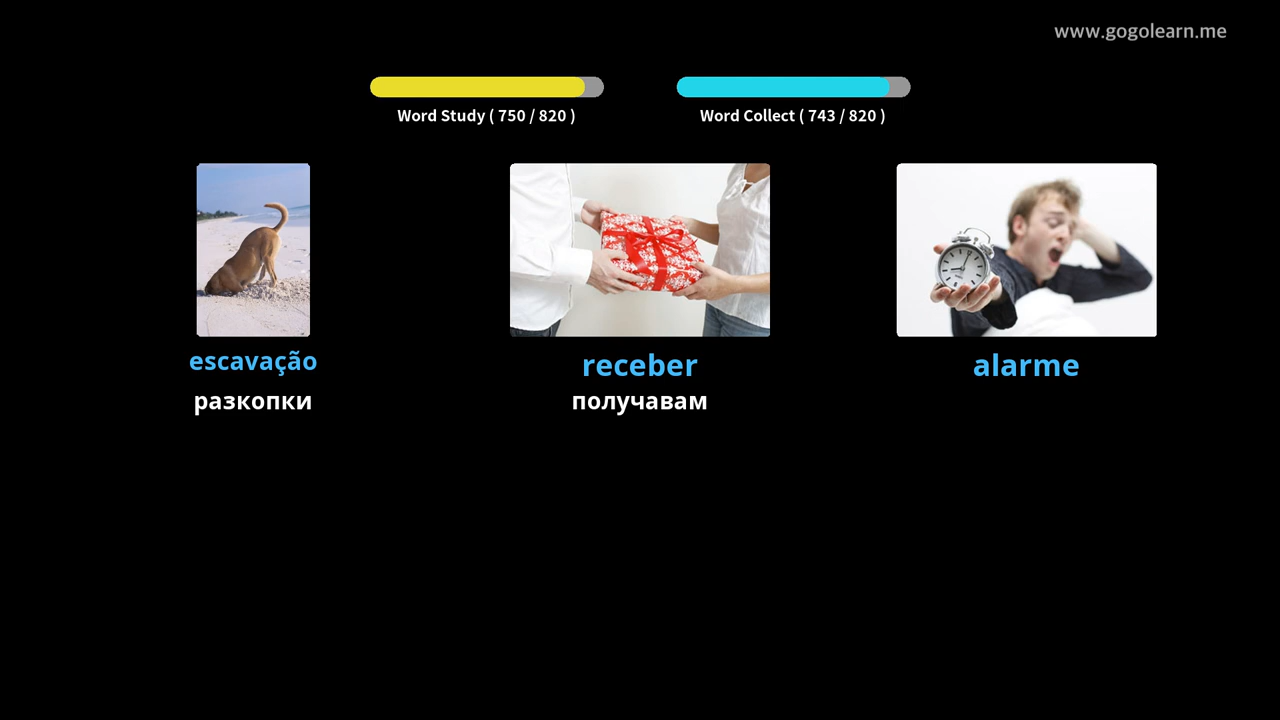 www.gogolearn.me
Word Study ( 750 / 820 )
Word Collect ( 743 / 820 )
escavação
разкопки
receber
получавам
alarme